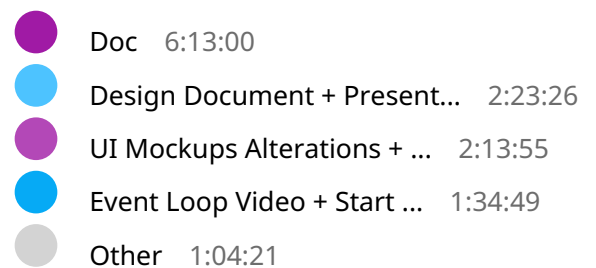 Doc 6:13:00
Design Document + Present... 2:23:26
UI Mockups Alterations + ... 2:13:55
Event Loop Video + Start ... 1:34:49
Other 1:04:21